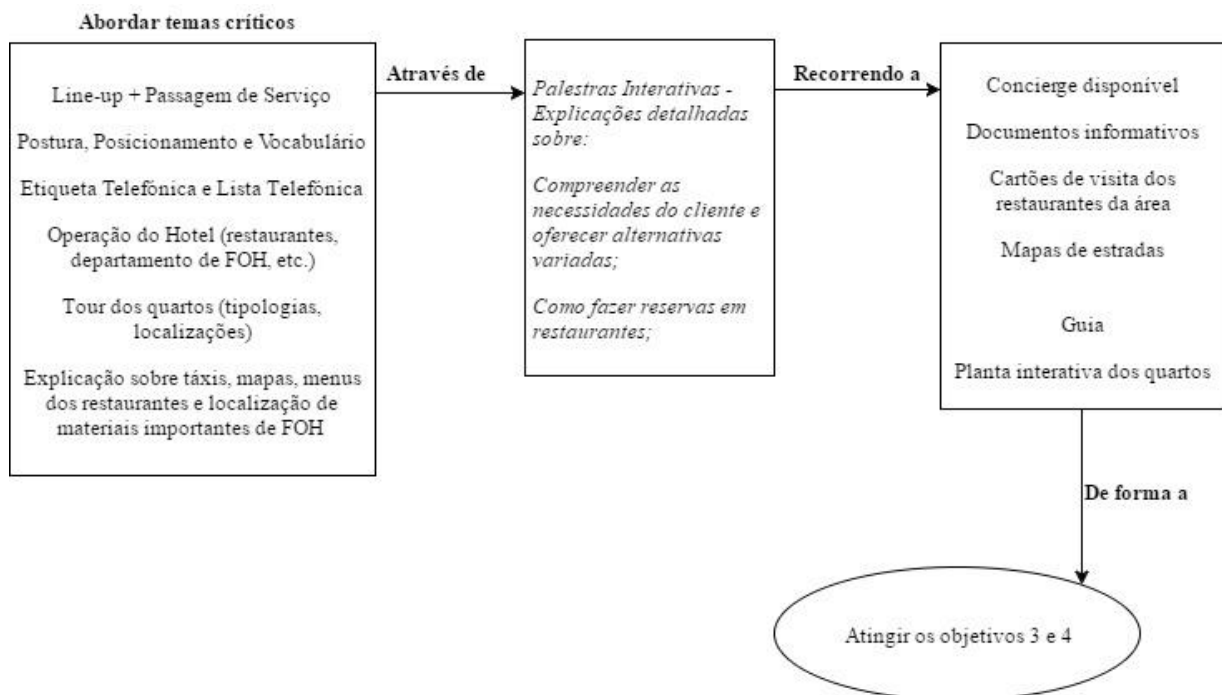 Abordar temas críticos
Line-up + Passagem de Serviço
Postura, Posicionamento e Vocabulário
Etiqueta Telefónica e Lista Telefónica
Operação do Hotel (restaurantes,
departamento de FOH, etc.)
Tour dos quartos (tipologias,
localizações)
Explicação sobre táxis, mapas, menus
dos restaurantes e localização de
materiais importantes de FOH
Através de
Palestras Interativas -
Explicações detalhadas
sobre:
Compreender as
necessidades do cliente e
oferecer alternativas
variadas;
Como fazer reservas em
restaurantes;
Recorrendo a
Concierge disponível
Documentos informativos
Cartões de visita dos
restaurantes da área
Mapas de estradas
Guia
Planta interativa dos quartos
De forma a
Atingir os objetivos 3 e 4